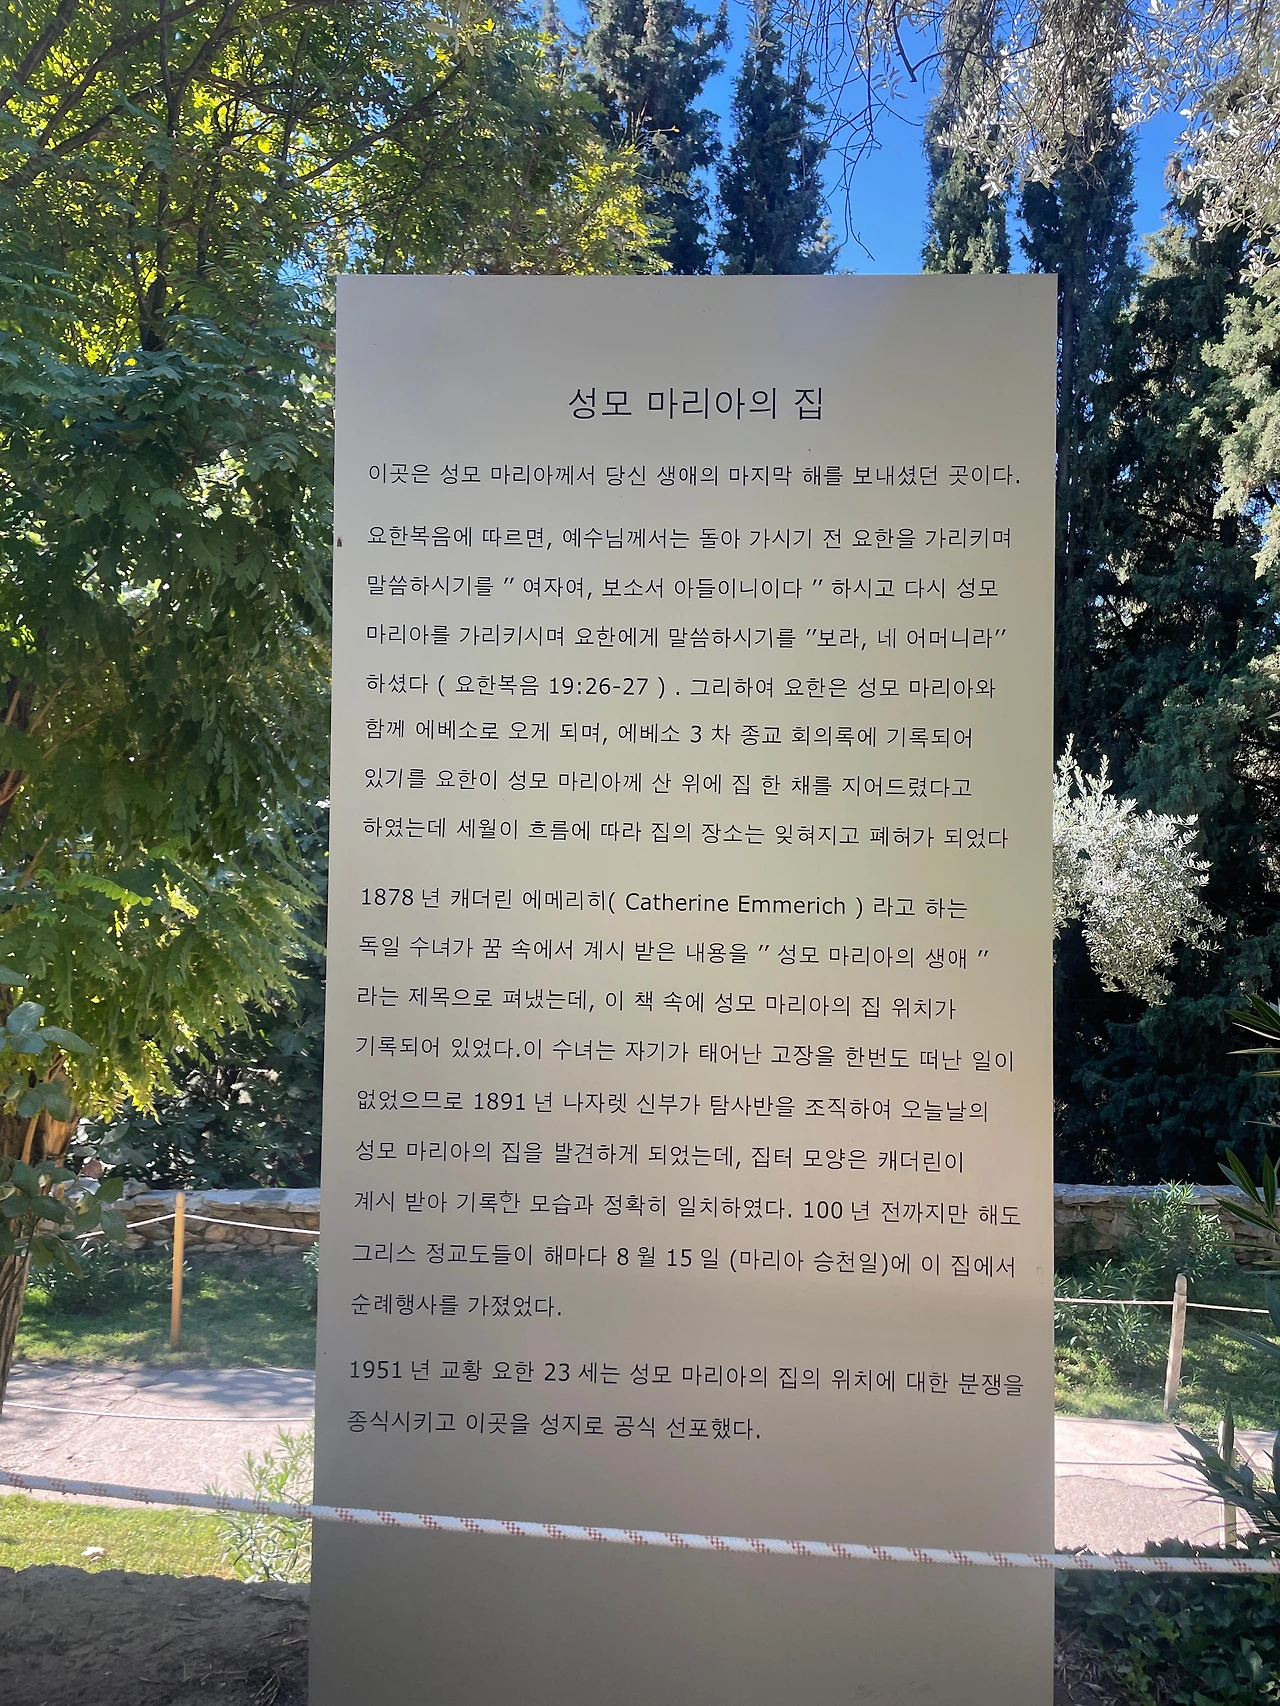 성모 마리아의 집
이곳은 성모 마리아께서 당신 생애의 마지막 해를 보내셨던 곳이다.
요한복음에 따르면, 예수님께서는 돌아 가시기 전 요한을 가리키며
말씀하시기를 ” 여자여, 보소서 아들이니이다 ” 하시고 다시 성모
마리아를 가리키시며 요한에게 말씀하시기를 ”보라, 네 어머니라”
하셨다 ( 요한복음 19:26-27 ) . 그리하여 요한은 성모 마리아와
함께 에베소로 오게 되며, 에베소 3 차 종교 회의록에 기록되어
있기를 요한이 성모 마리아께 산 위에 집 한 채를 지어드렸다고
하였는데 세월이 흐름에 따라 집의 장소는 잊혀지고 폐허가 되었다
1878 년 캐더린 에메리히( Catherine Emmerich ) 라고 하는
독일 수녀가 꿈 속에서 계시 받은 내용을 ” 성모 마리아의 생애 ”
라는 제목으로 펴냈는데, 이 책 속에 성모 마리아의 집 위치가
기록되어 있었다.이 수녀는 자기가 태어난 고장을 한번도 떠난 일이
없었으므로 1891 년 나자렛 신부가 탐사반을 조직하여 오늘날의
성모 마리아의 집을 발견하게 되었는데, 집터 모양은 캐더린이
계시 받아 기록한 모습과 정확히 일치하였다. 100 년 전까지만 해도
그리스 정교도들이 해마다 8 월 15 일 (마리아 승천일)에 이 집에서
순례행사를 가졌었다.
1951 년 교황 요한 23 세는 성모 마리아의 집의 위치에 대한 분쟁을
종식시키고 이곳을 성지로 공식 선포했다.